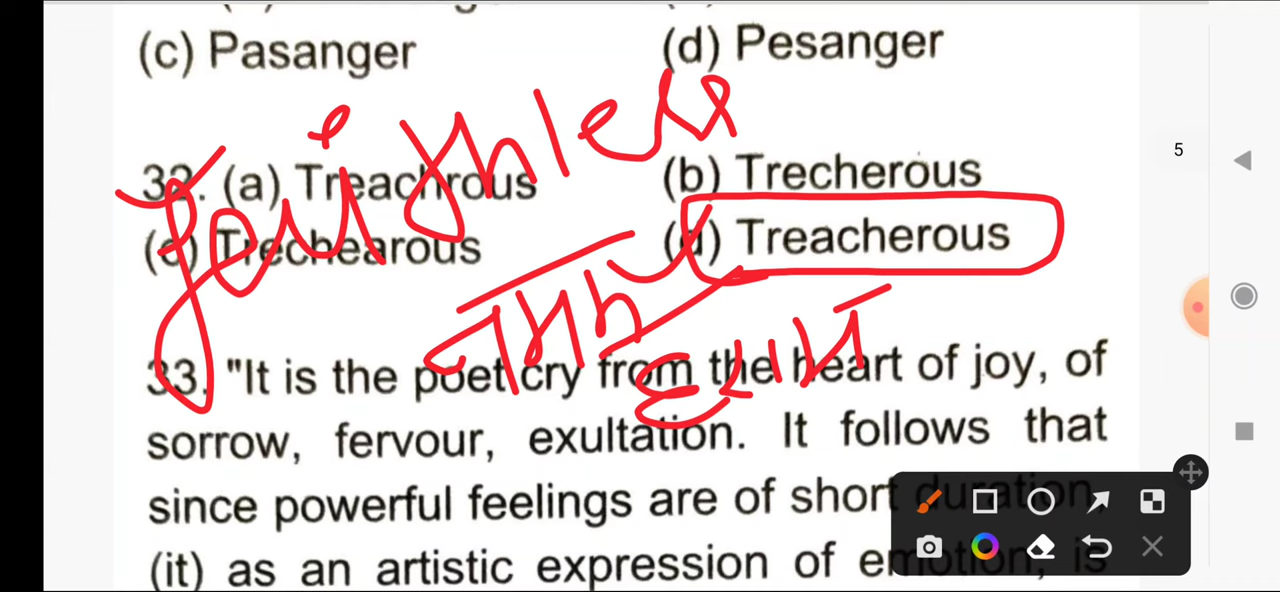 (c) Pasanger (d) Pesanger
32. (a) Treachrous (b) Trecherous
(c) Trechearous (d) Treacherous
33. "It is the poet cry from the heart of joy, of
sorrow, fervour, exultation. It follows that
since powerful feelings are of short duration,
(it) as an artistic expression of emotion, is
5